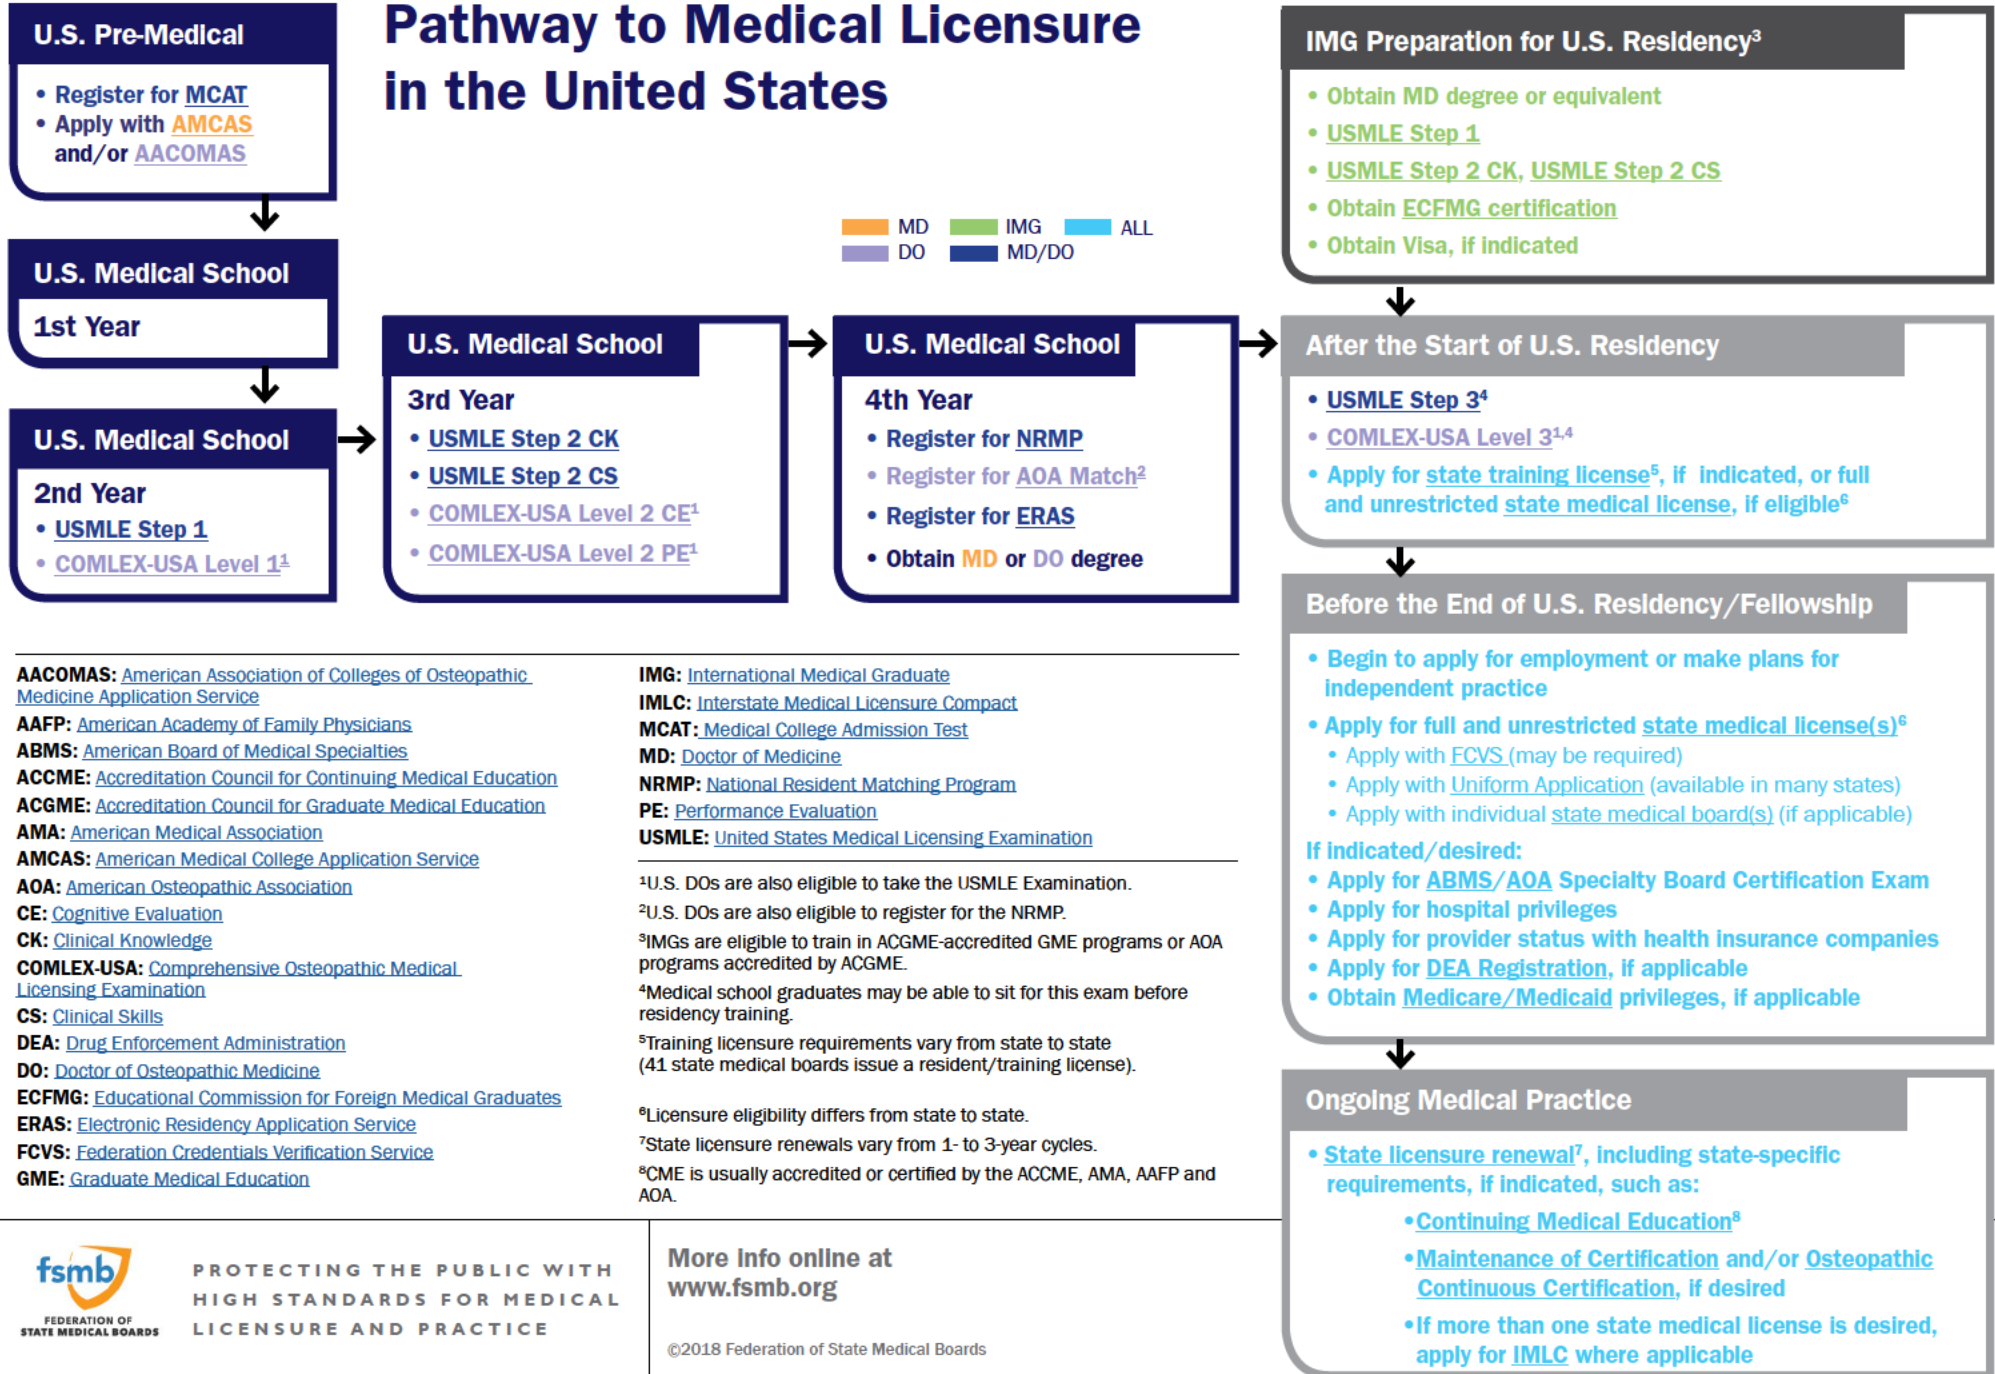 U.S. Pre-Medical
• Register for MCAT
• Apply with AMCAS
and/or AACOMAS
Pathway to Medical Licensure
in the United States
MD
IMG
ALL
DO
MD/DO
U.S. Medical School
1st Year
U.S. Medical School
2nd Year
• USMLE Step 1
• COMLEX-USA Level 1¹
U.S. Medical School
3rd Year
• USMLE Step 2 CK
• USMLE Step 2 CS
• COMLEX-USA Level 2 CE¹
• COMLEX-USA Level 2 PE¹
U.S. Medical School
4th Year
• Register for NRMP
• Register for AOA Match²
• Register for ERAS
• Obtain MD or DO degree
IMG Preparation for U.S. Residency³
• Obtain MD degree or equivalent
• USMLE Step 1
• USMLE Step 2 CK, USMLE Step 2 CS
• Obtain ECFMG certification
• Obtain Visa, if indicated
After the Start of U.S. Residency
• USMLE Step 3⁴
• COMLEX-USA Level 3¹,⁴
• Apply for state training license⁵, if indicated, or full
and unrestricted state medical license, if eligible⁶
Before the End of U.S. Residency/Fellowship
• Begin to apply for employment or make plans for
independent practice
• Apply for full and unrestricted state medical license(s)⁶
• Apply with FCVS (may be required)
• Apply with Uniform Application (available in many states)
• Apply with individual state medical board(s) (if applicable)
If indicated/desired:
• Apply for ABMS/AOA Specialty Board Certification Exam
• Apply for hospital privileges
• Apply for provider status with health insurance companies
• Apply for DEA Registration, if applicable
• Obtain Medicare/Medicaid privileges, if applicable
Ongoing Medical Practice
• State licensure renewal⁷, including state-specific
requirements, if indicated, such as:
• Continuing Medical Education⁸
• Maintenance of Certification and/or Osteopathic
Continuous Certification, if desired
• If more than one state medical license is desired,
apply for IMLC where applicable
AACOMAS: American Association of Colleges of Osteopathic
Medicine Application Service
AAFP: American Academy of Family Physicians
ABMS: American Board of Medical Specialties
ACCME: Accreditation Council for Continuing Medical Education
ACGME: Accreditation Council for Graduate Medical Education
AMA: American Medical Association
AMCAS: American Medical College Application Service
AOA: American Osteopathic Association
CE: Cognitive Evaluation
CK: Clinical Knowledge
COMLEX-USA: Comprehensive Osteopathic Medical
Licensing Examination
CS: Clinical Skills
DEA: Drug Enforcement Administration
DO: Doctor of Osteopathic Medicine
ECFMG: Educational Commission for Foreign Medical Graduates
ERAS: Electronic Residency Application Service
FCVS: Federation Credentials Verification Service
GME: Graduate Medical Education
IMG: International Medical Graduate
IMLC: Interstate Medical Licensure Compact
MCAT: Medical College Admission Test
MD: Doctor of Medicine
NRMP: National Resident Matching Program
PE: Performance Evaluation
USMLE: United States Medical Licensing Examination
¹U.S. DOs are also eligible to take the USMLE Examination.
²U.S. DOs are also eligible to register for the NRMP.
³IMGs are eligible to train in ACGME-accredited GME programs or AOA
programs accredited by ACGME.
⁴Medical school graduates may be able to sit for this exam before
residency training.
⁵Training licensure requirements vary from state to state
(41 state medical boards issue a resident/training license).
⁶Licensure eligibility differs from state to state.
⁷State licensure renewals vary from 1- to 3-year cycles.
⁸CME is usually accredited or certified by the ACCME, AMA, AAFP and
AOA.
fsmb
FEDERATION OF
STATE MEDICAL BOARDS
PROTECTING THE PUBLIC WITH
HIGH STANDARDS FOR MEDICAL
LICENSURE AND PRACTICE
More info online at
www.fsmb.org
©2018 Federation of State Medical Boards